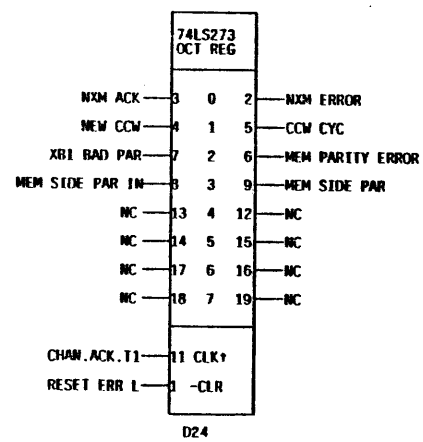 74LS273
OCT REG
NXM ACK 3 0 2 NXM ERROR
NEW CCW 4 1 5 CCW CYC
XBI BAD PAR 7 2 6 MEM PARITY ERROR
MEM SIDE PAR IN 8 3 9 MEM SIDE PAR
NC 13 4 12 NC
NC 14 5 15 NC
NC 17 6 16 NC
NC 18 7 19 NC
CHAN.ACK.T1 11 CLK↑
RESET ERR L 1 -CLR
D24